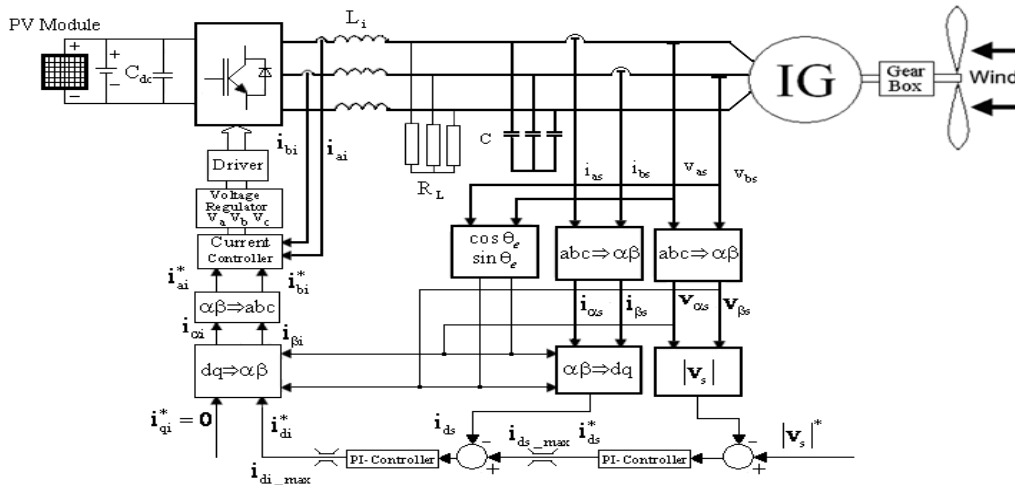 PV Module
+
+
−
−
C_dc
L_i
IG
Gear
Box
Wind
i_bi
i_ai
R_L
C
i_as
i_bs
v_as
v_bs
Driver
Voltage
Regulator
V_a V_b V_c
Current
Controller
cos θ_e
sin θ_e
abc⇒αβ
abc⇒αβ
i*_ai
i*_bi
αβ⇒abc
i_αi
i_βi
i_αs
i_βs
v_αs
v_βs
dq⇒αβ
αβ⇒dq
|v_s|
i*_qi = 0
i*_di
i_ds
i_ds_max
i*_ds
|v_s|*
−
−
+
+
PI-Controller
PI-Controller
i_di_max